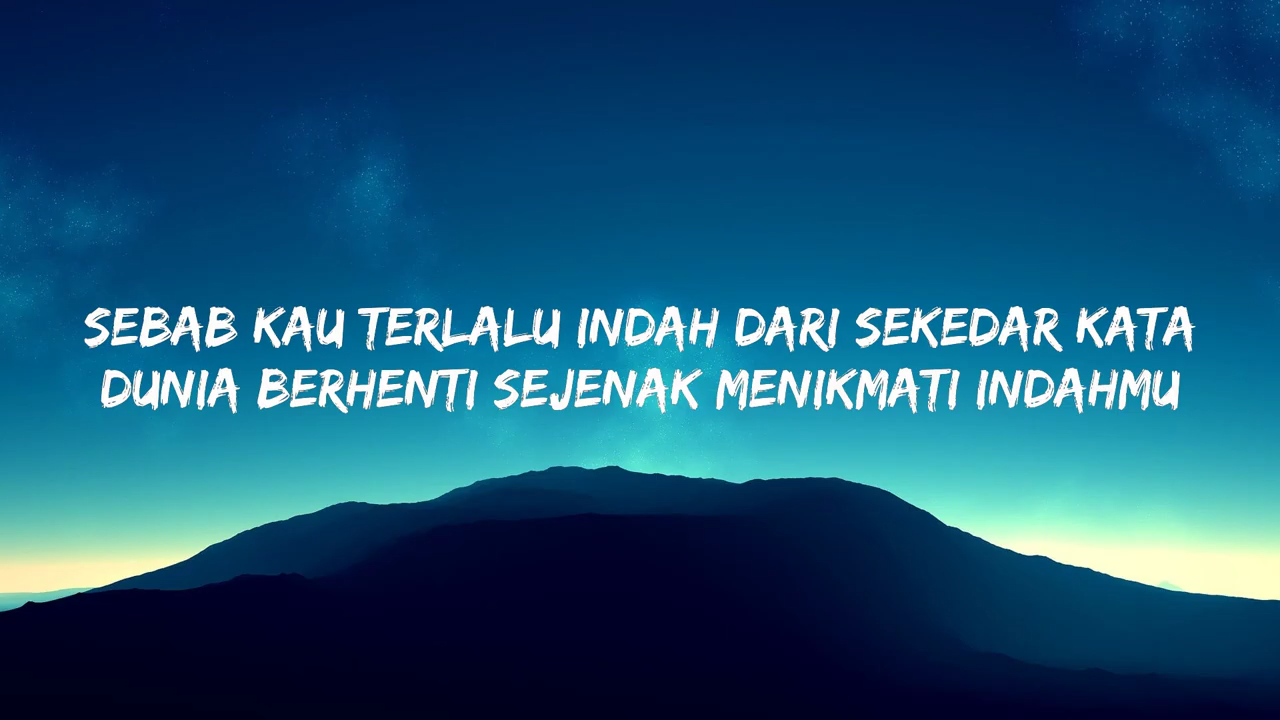 SEBAB KAU TERLALU INDAH DARI SEKEDAR KATA
DUNIA BERHENTI SEJENAK MENIKMATI INDAHMU